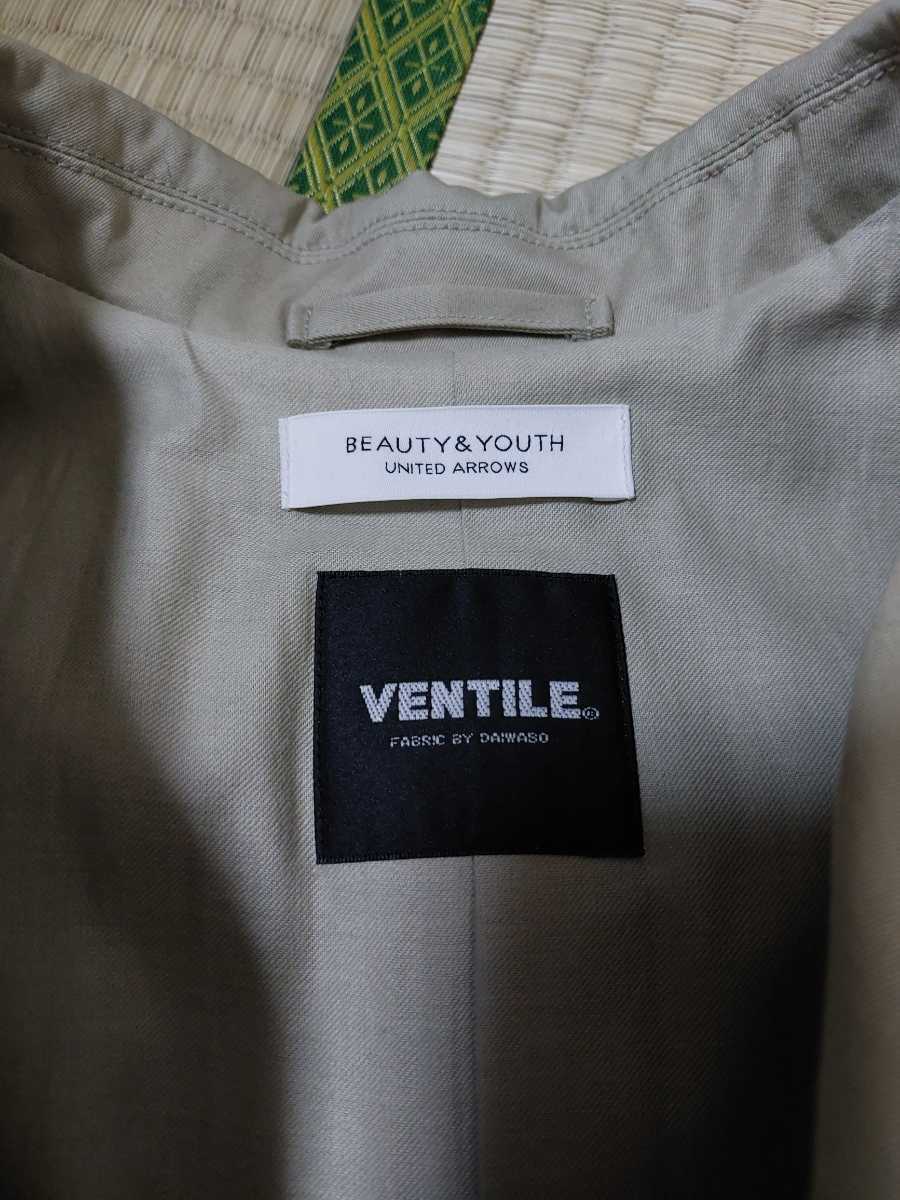 BEAUTY&YOUTH
UNITED ARROWS
VENTILE®
FABRIC BY DAIWABO